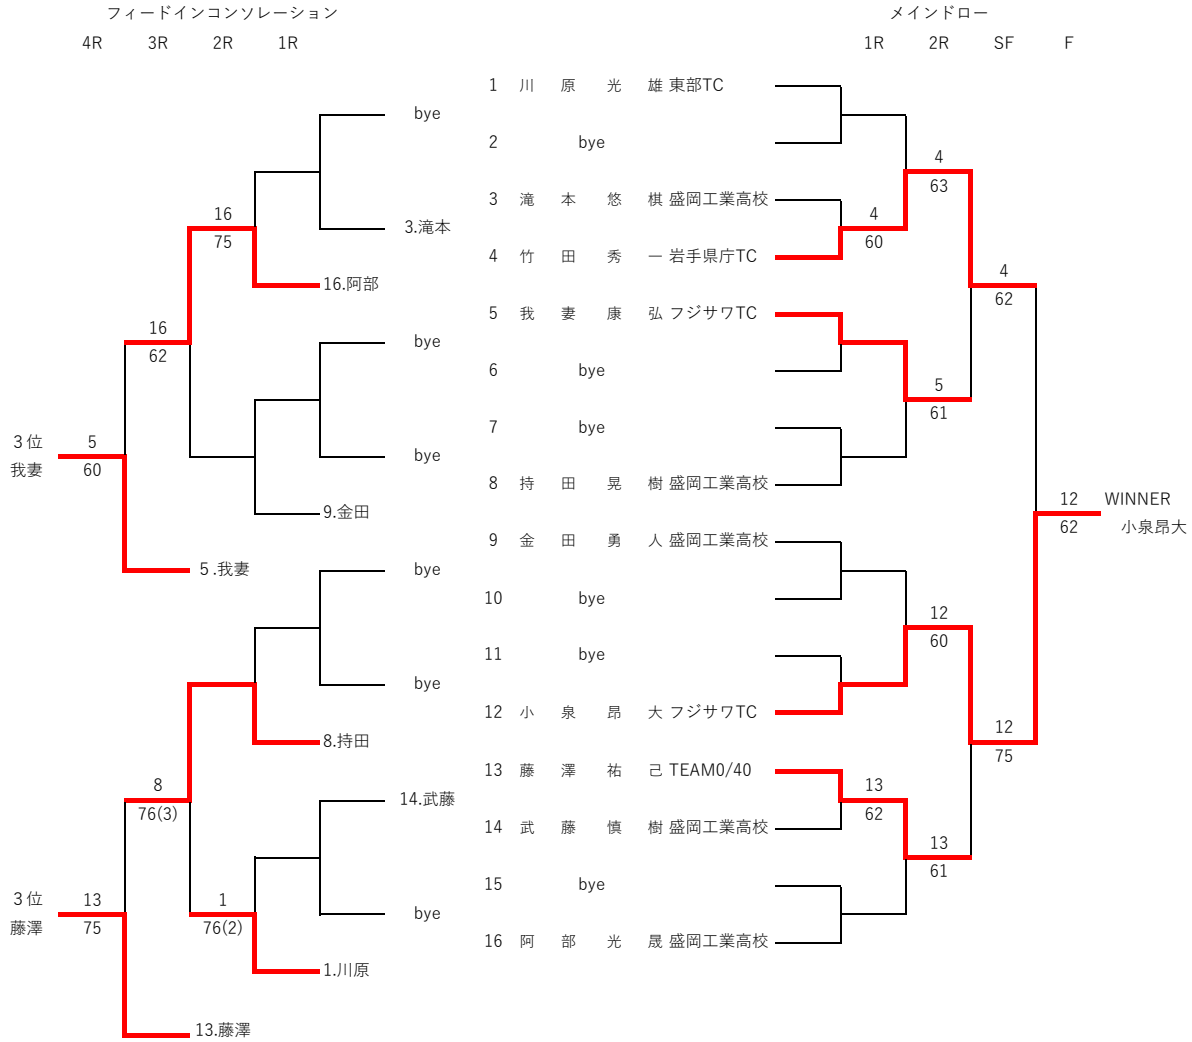 フィードインコンソレーション メインドロー
4R 3R 2R 1R 1R 2R SF F
1 川原光雄 東部TC
bye
2 bye
4
63
3 滝本悠棋 盛岡工業高校
16 4
3.滝本
75 60
4 竹田秀一 岩手県庁TC
4
16.阿部
62
5 我妻康弘 フジサワTC
16
bye
62
6 bye
5
61
7 bye
3位 5
bye
我妻 60
8 持田晃樹 盛岡工業高校
12 WINNER
9.金田
62 小泉昂大
9 金田勇人 盛岡工業高校
5.我妻 bye
10 bye
12
60
11 bye
bye
12 小泉昂大 フジサワTC
12
8.持田
75
13 藤澤祐己 TEAM0/40
8 13
14.武藤
76(3) 62
14 武藤慎樹 盛岡工業高校
13
61
15 bye
3位 13 1
bye
藤澤 75 76(2)
16 阿部光晟 盛岡工業高校
1.川原
13.藤澤